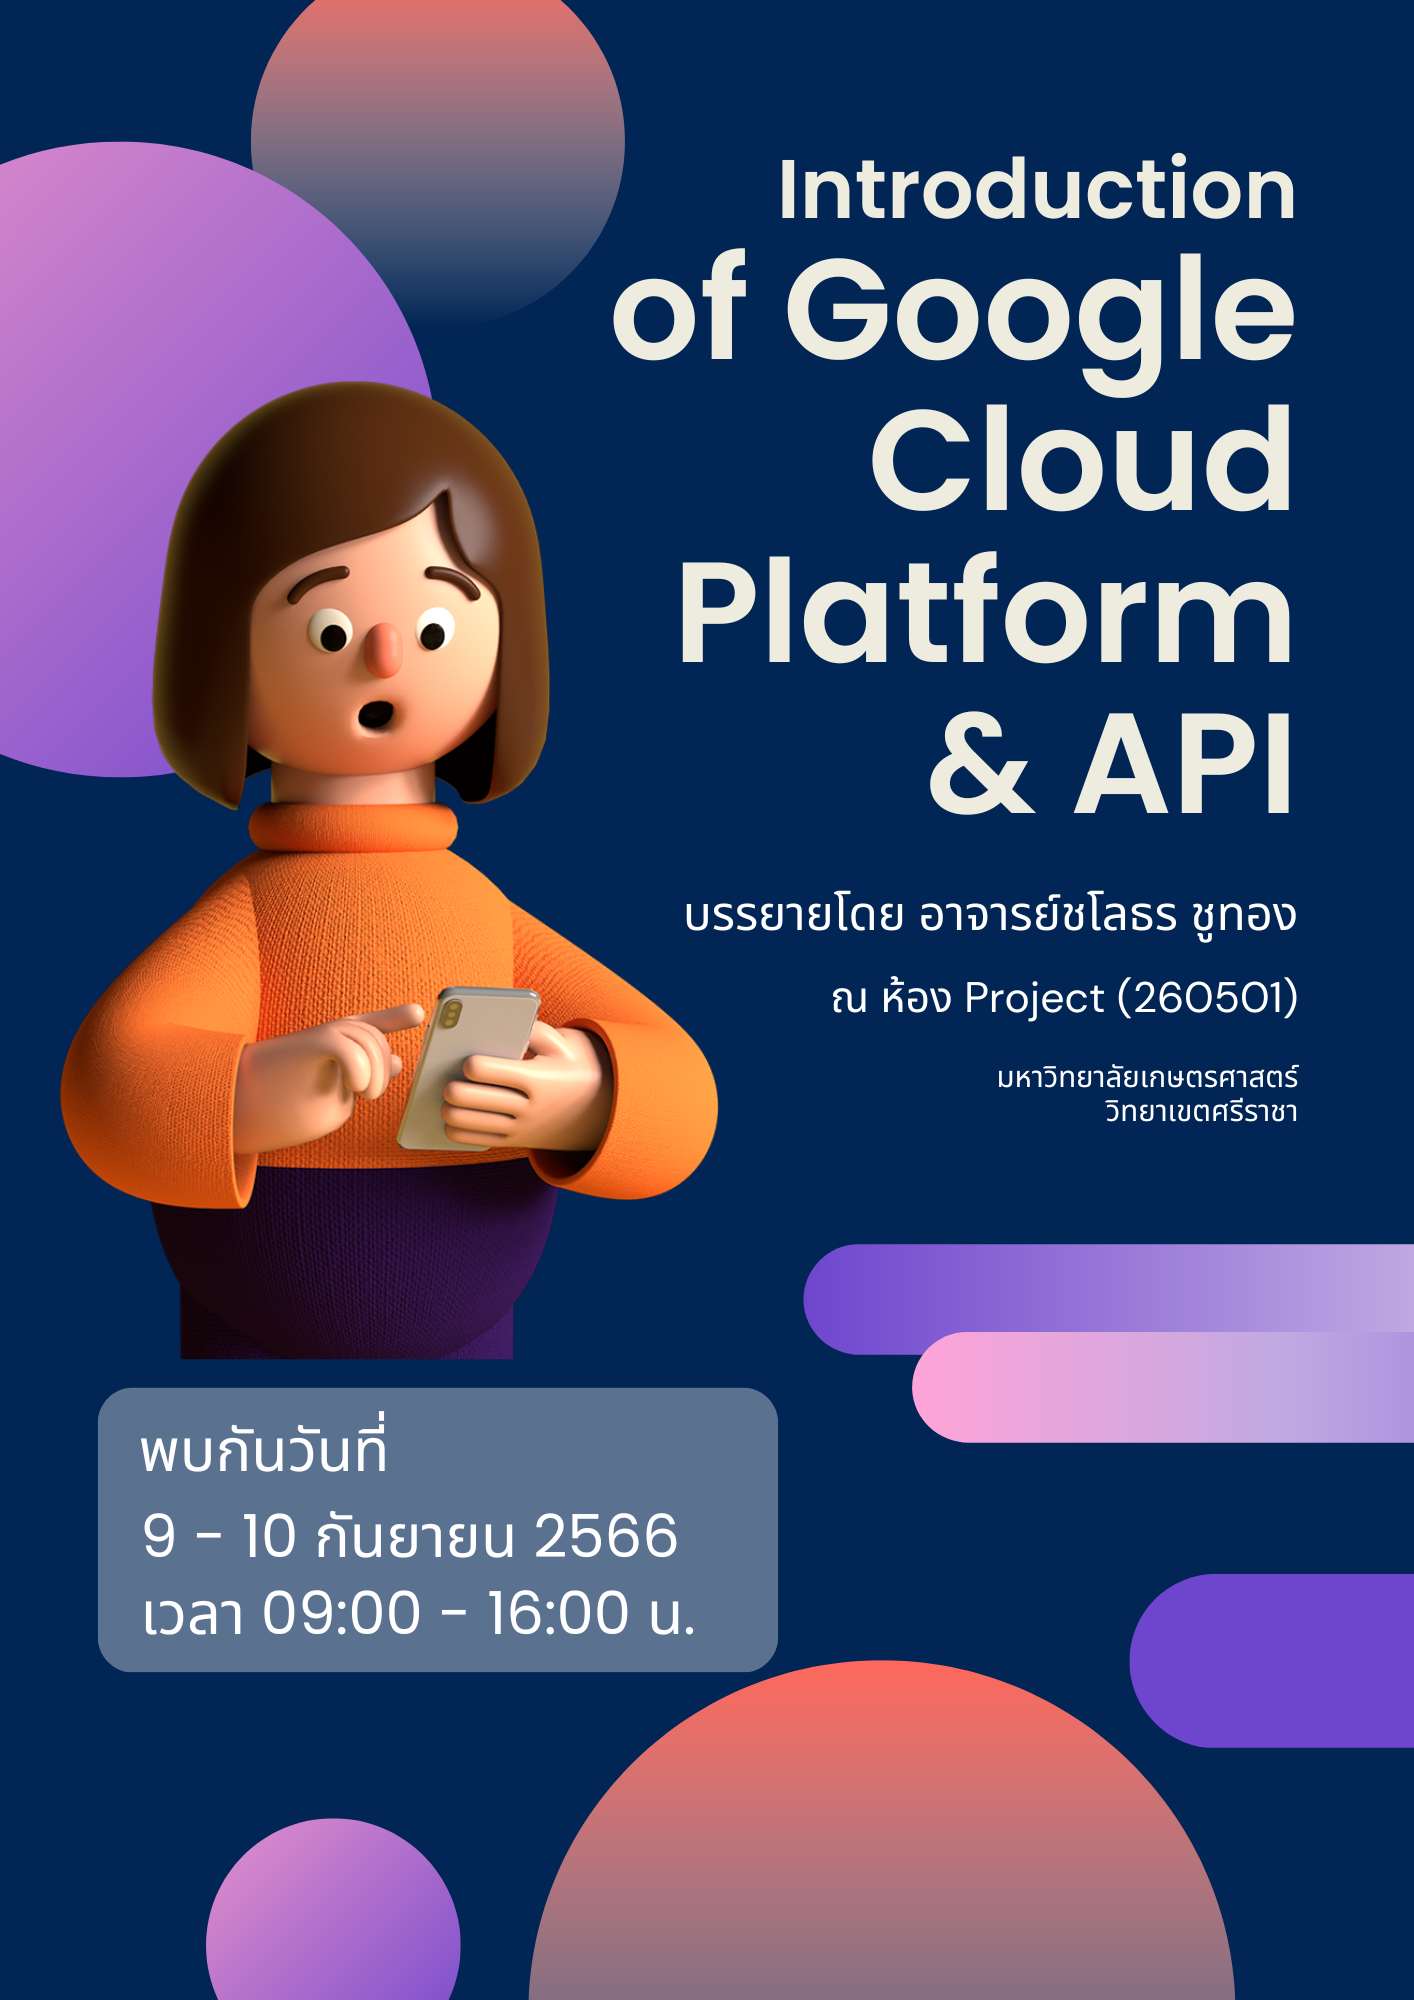 Introduction
of Google
Cloud
Platform
& API
บรรยายโดย อาจารย์ชโลธร ชูทอง
ณ ห้อง Project (260501)
มหาวิทยาลัยเกษตรศาสตร์
วิทยาเขตศรีราชา
พบกันวันที่
9 - 10 กันยายน 2566
เวลา 09:00 - 16:00 น.